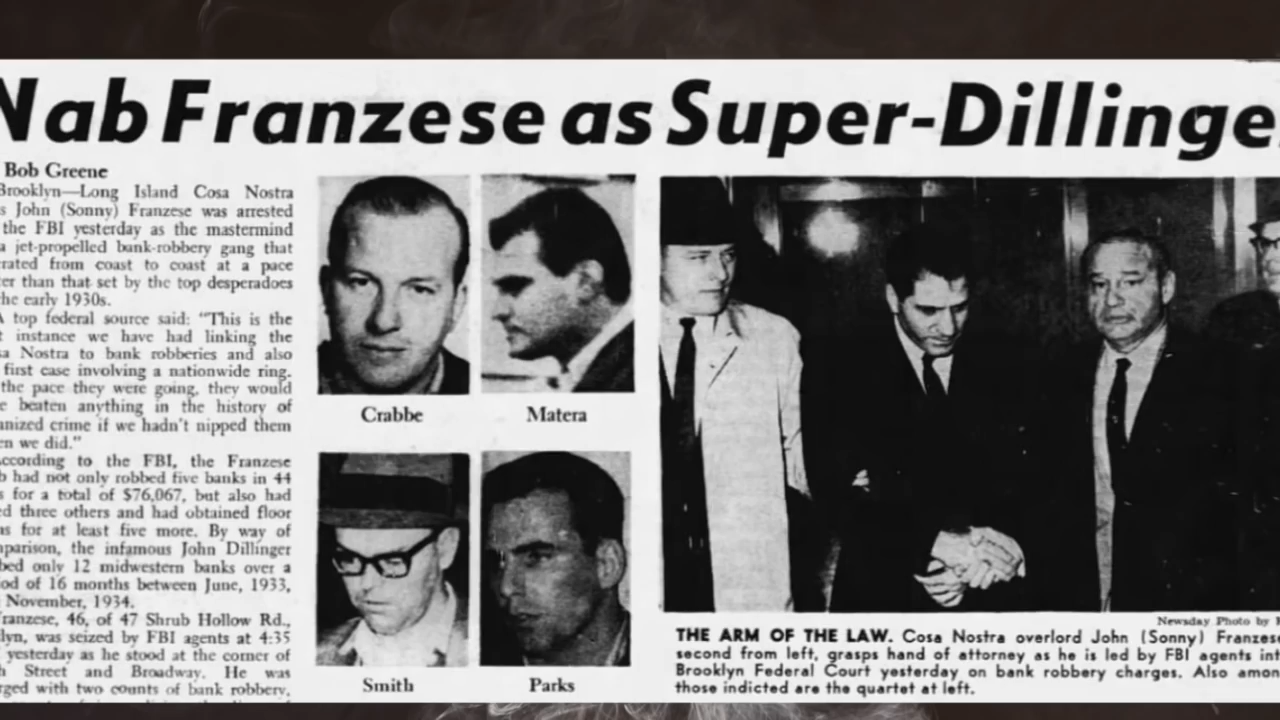 Nab Franzese as Super-Dillinge
Bob Greene
Brooklyn—Long Island Cosa Nostra
s John (Sonny) Franzese was arrested
the FBI yesterday as the mastermind
a jet-propelled bank-robbery gang that
rated from coast to coast at a pace
er than that set by the top desperadoes
he early 1930s.
A top federal source said: "This is the
t instance we have had linking the
sa Nostra to bank robberies and also
first case involving a nationwide ring.
the pace they were going, they would
e beaten anything in the history of
anized crime if we hadn't nipped them
en we did."
ccording to the FBI, the Franzese
b had not only robbed five banks in 44
s for a total of $76,067, but also had
ed three others and had obtained floor
ns for at least five more. By way of
nparison, the infamous John Dillinger
bed only 12 midwestern banks over a
iod of 16 months between June, 1933,
November, 1934.
ranzese, 46, of 47 Shrub Hollow Rd.,
lyn, was seized by FBI agents at 4:35
yesterday as he stood at the corner of
h Street and Broadway. He was
rged with two counts of bank robbery,
Crabbe
Matera
Smith
Parks
Newsday Photo by
THE ARM OF THE LAW. Cosa Nostra overlord John (Sonny) Franzese
second from left, grasps hand of attorney as he is led by FBI agents int
Brooklyn Federal Court yesterday on bank robbery charges. Also amon
those indicted are the quartet at left.